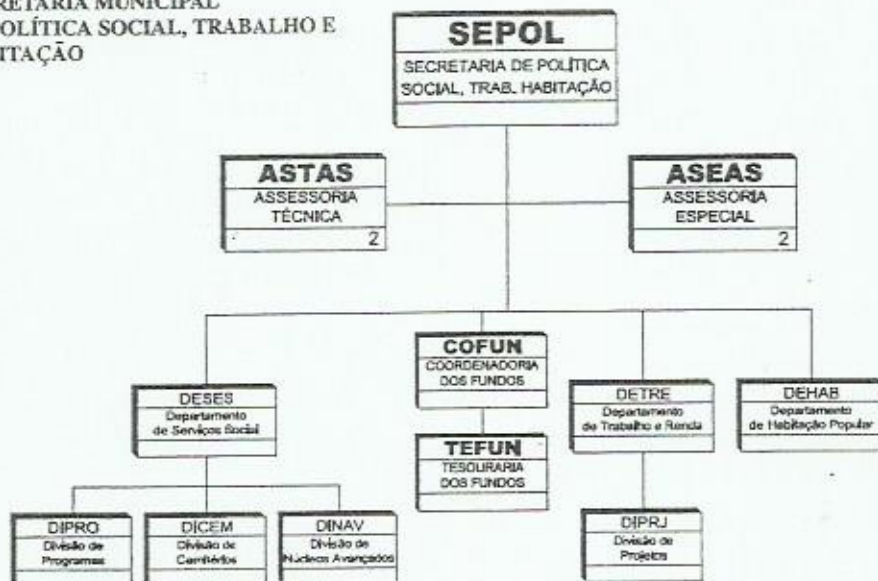 RETARIA MUNICIPAL
POLÍTICA SOCIAL, TRABALHO E
ITAÇÃO
SEPOL
SECRETARIA DE POLÍTICA
SOCIAL, TRAB. HABITAÇÃO
ASTAS
ASSESSORIA
TÉCNICA
2
ASEAS
ASSESSORIA
ESPECIAL
2
COFUN
COORDENADORIA
DOS FUNDOS
DESES
Departamento
de Serviços Social
DETRE
Departamento
de Trabalho e Renda
DEHAB
Departamento
de Habitação Popular
TEFUN
TESOURARIA
DOS FUNDOS
DIPRO
Divisão de
Programas
DICEM
Divisão de
Cemitérios
DINAV
Divisão de
Núcleos Avançados
DIPRJ
Divisão de
Projetos